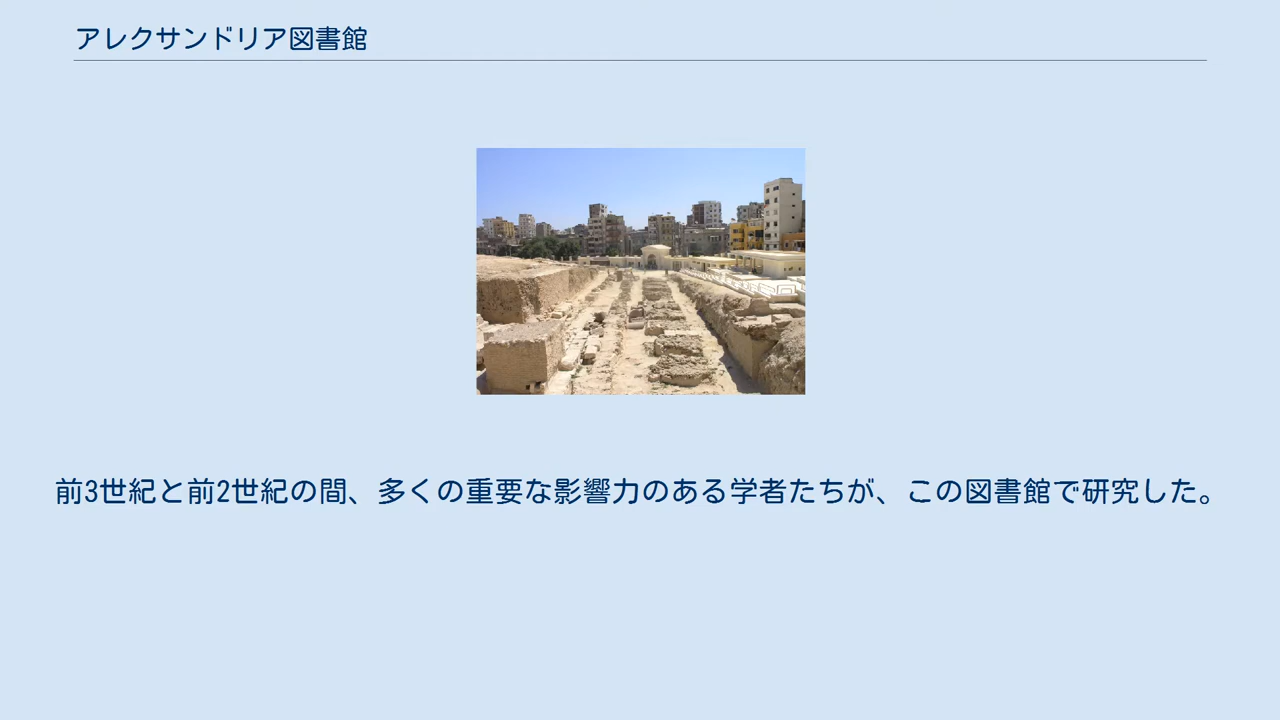 アレクサンドリア図書館
前3世紀と前2世紀の間、多くの重要な影響力のある学者たちが、この図書館で研究した。